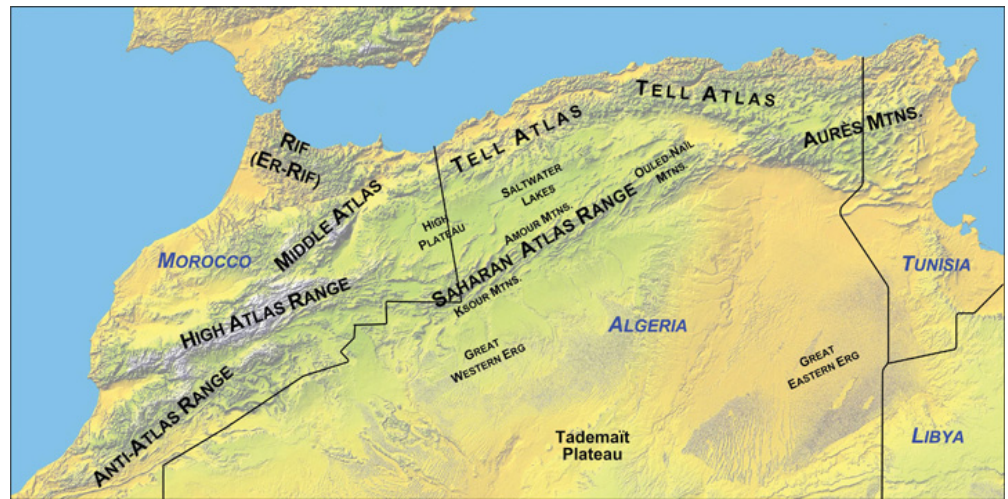 TELL ATLAS
TELL ATLAS
RIF
(ER-RIF)
AURÈS MTNS.
MIDDLE ATLAS
SALTWATER
LAKES
OULED-NAÏL
MTNS.
HIGH
PLATEAU
AMOUR MTNS.
SAHARAN ATLAS RANGE
KSOUR MTNS.
MOROCCO
HIGH ATLAS RANGE
ANTI-ATLAS RANGE
TUNISIA
ALGERIA
GREAT
WESTERN ERG
GREAT
EASTERN ERG
Tademaït
Plateau
LIBYA